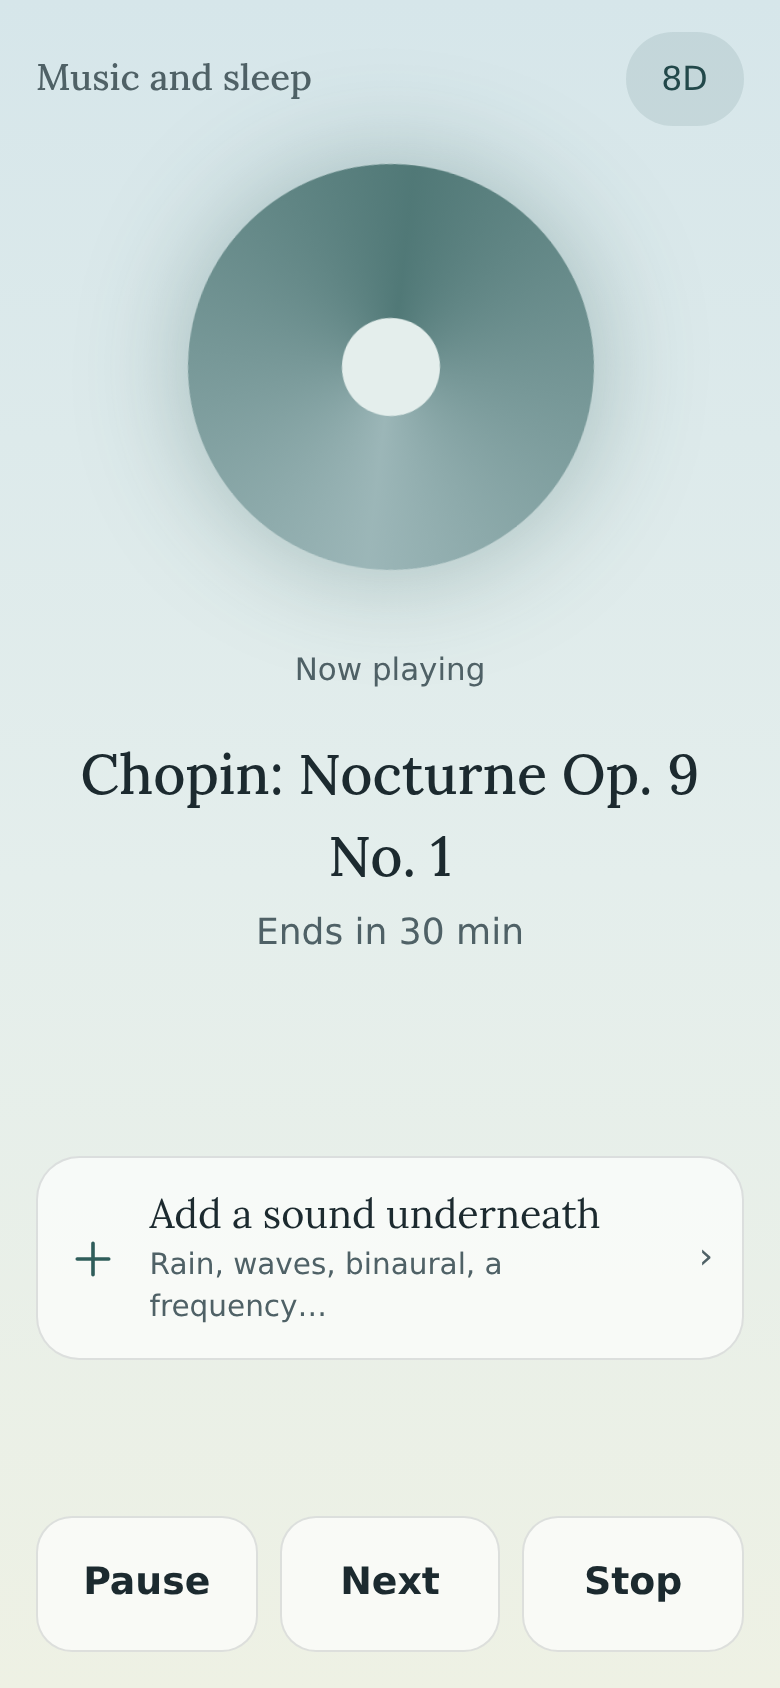 Music and sleep
8D
Now playing
Chopin: Nocturne Op. 9
No. 1
Ends in 30 min
Add a sound underneath
Rain, waves, binaural, a
frequency…
›
Pause
Next
Stop